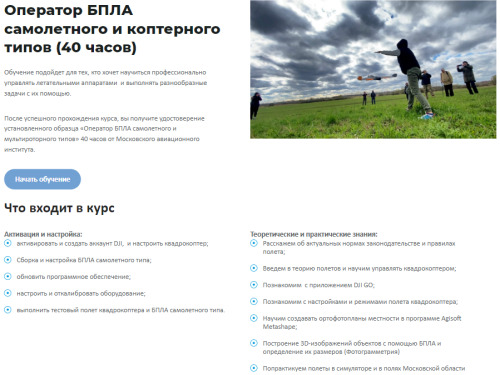 Оператор БПЛА
самолетного и коптерного
типов (40 часов)
Обучение подойдет для тех, кто хочет научиться профессионально
управлять летательными аппаратами и выполнять разнообразные
задачи с их помощью.
После успешного прохождения курса, вы получите удостоверение
установленного образца «Оператор БПЛА самолетного и
мультироторного типов» 40 часов от Московского авиационного
института.
Начать обучение
Что входит в курс
Активация и настройка:
активировать и создать аккаунт DJI, и настроить квадрокоптер;
Сборка и настройка БПЛА самолетного типа;
обновить программное обеспечение;
настроить и откалибровать оборудование;
выполнить тестовый полет квадрокоптера и БПЛА самолетного типа.
Теоретические и практические знания:
Расскажем об актуальных нормах законодательстве и правилах
полета;
Введем в теорию полетов и научим управлять квадрокоптером;
Познакомим с приложением DJI GO;
Познакомим с настройками и режимами полета квадрокоптера;
Научим создавать ортофотопланы местности в программе Agisoft
Metashape;
Построение 3D-изображений объектов с помощью БПЛА и
определение их размеров (Фотограмметрия)
Попрактикуем полеты в симуляторе и в полях Московской области